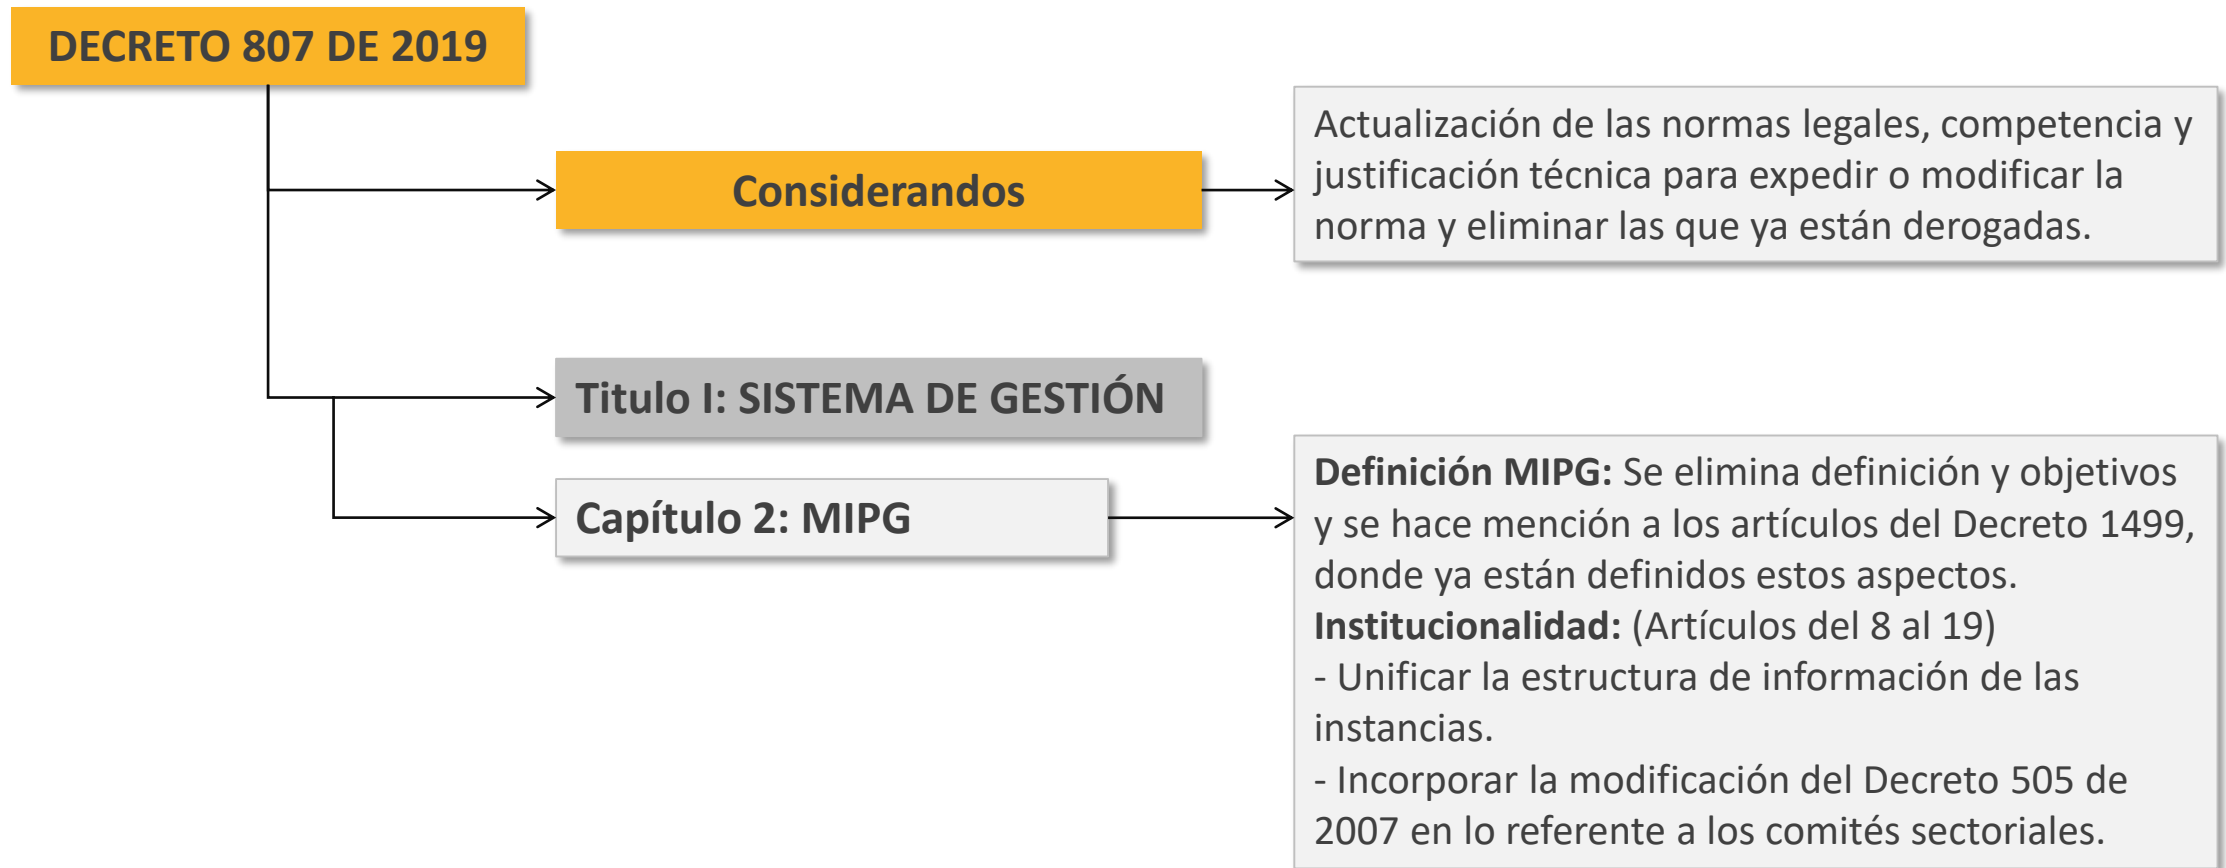 DECRETO 807 DE 2019
Considerandos
Actualización de las normas legales, competencia y
justificación técnica para expedir o modificar la
norma y eliminar las que ya están derogadas.
Titulo I: SISTEMA DE GESTIÓN
Capítulo 2: MIPG
Definición MIPG: Se elimina definición y objetivos
y se hace mención a los artículos del Decreto 1499,
donde ya están definidos estos aspectos.
Institucionalidad: (Artículos del 8 al 19)
- Unificar la estructura de información de las
instancias.
- Incorporar la modificación del Decreto 505 de
2007 en lo referente a los comités sectoriales.